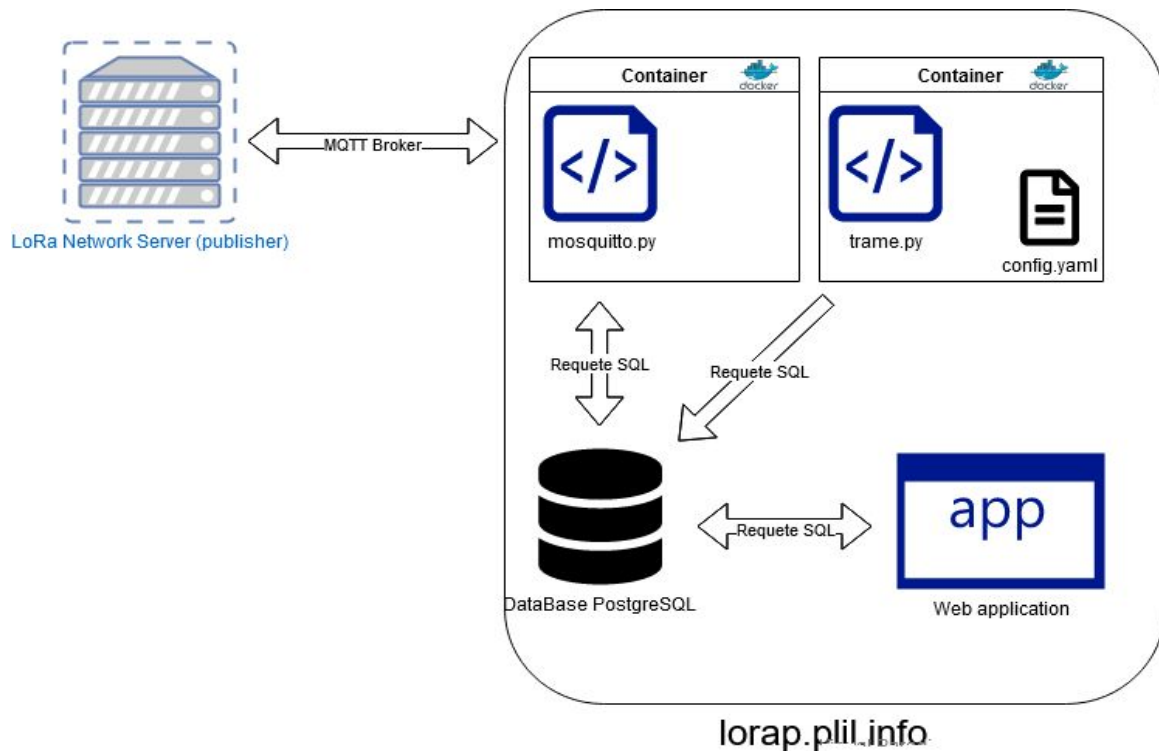 Container
docker
Container
docker
</>
</>
MQTT Broker
mosquitto.py
trame.py
LoRa Network Server (publisher)
config.yaml
Requete SQL
Requete SQL
app
Requete SQL
DataBase PostgreSQL
Web application
lorap.plil.info